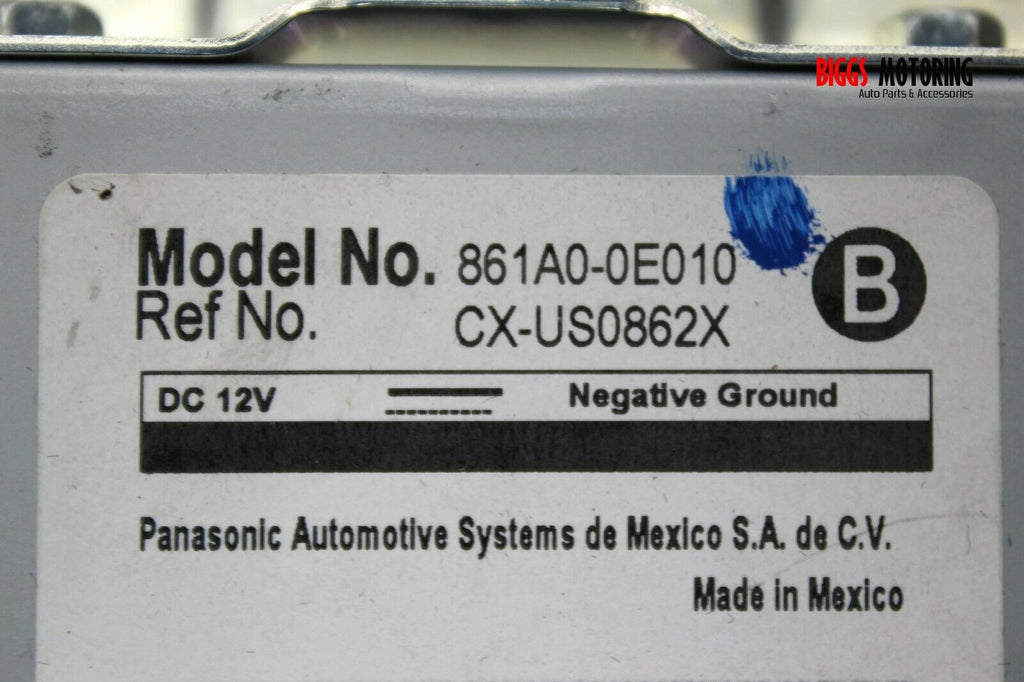 BIGGS MOTORING
Auto Parts & Accessories
Model No. 861A0-0E010
Ref No. CX-US0862X
B
DC 12V Negative Ground
Panasonic Automotive Systems de Mexico S.A. de C.V.
Made in Mexico